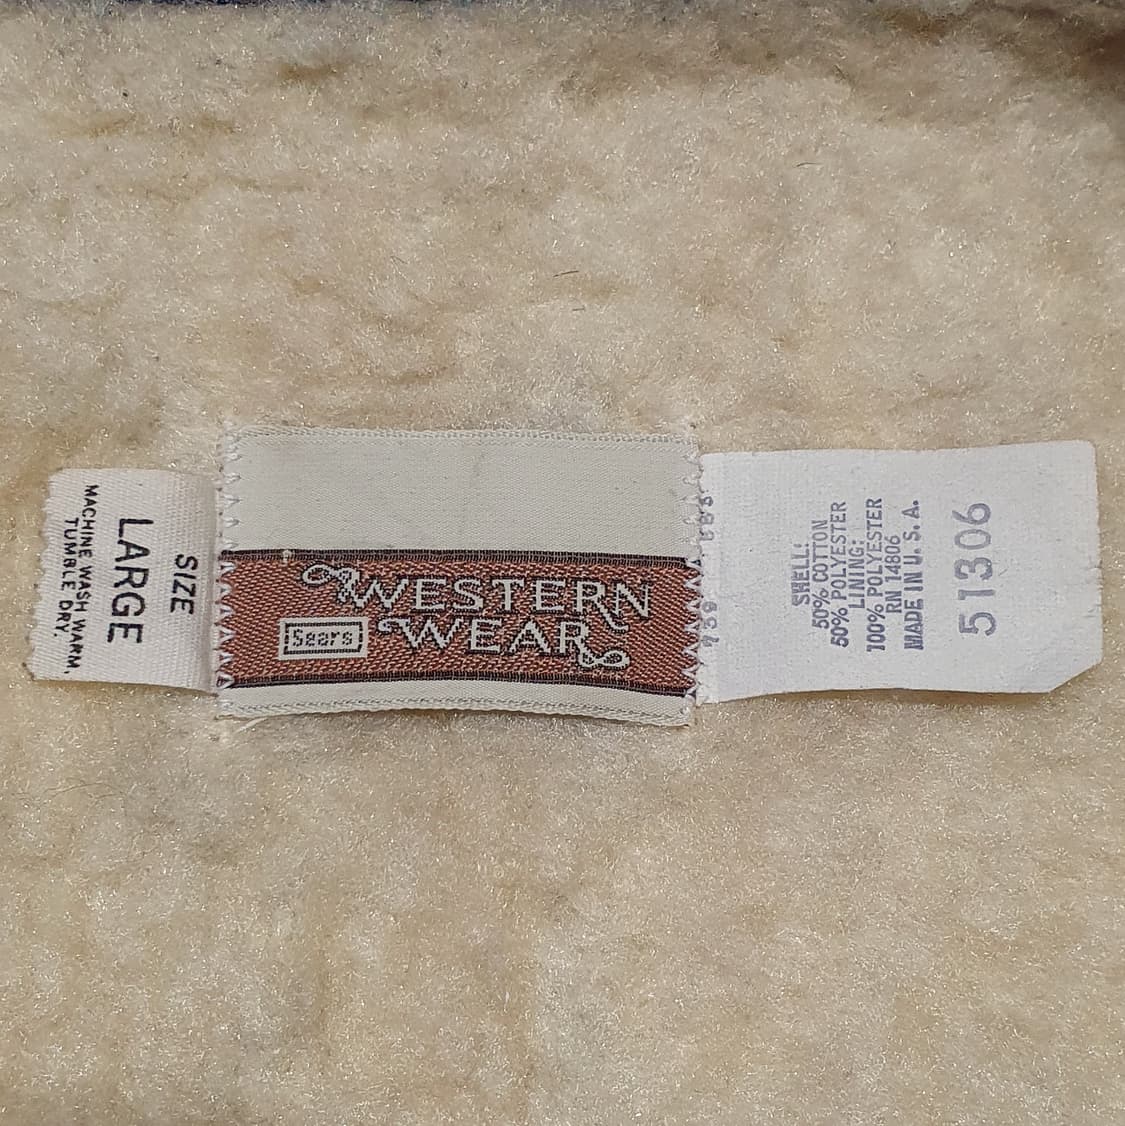 SIZE
LARGE
MACHINE WASH WARM,
TUMBLE DRY.
WESTERN
WEAR
Sears
SHELL:
50% COTTON
50% POLYESTER
LINING:
100% POLYESTER
RN 14806
MADE IN U. S. A.
51306